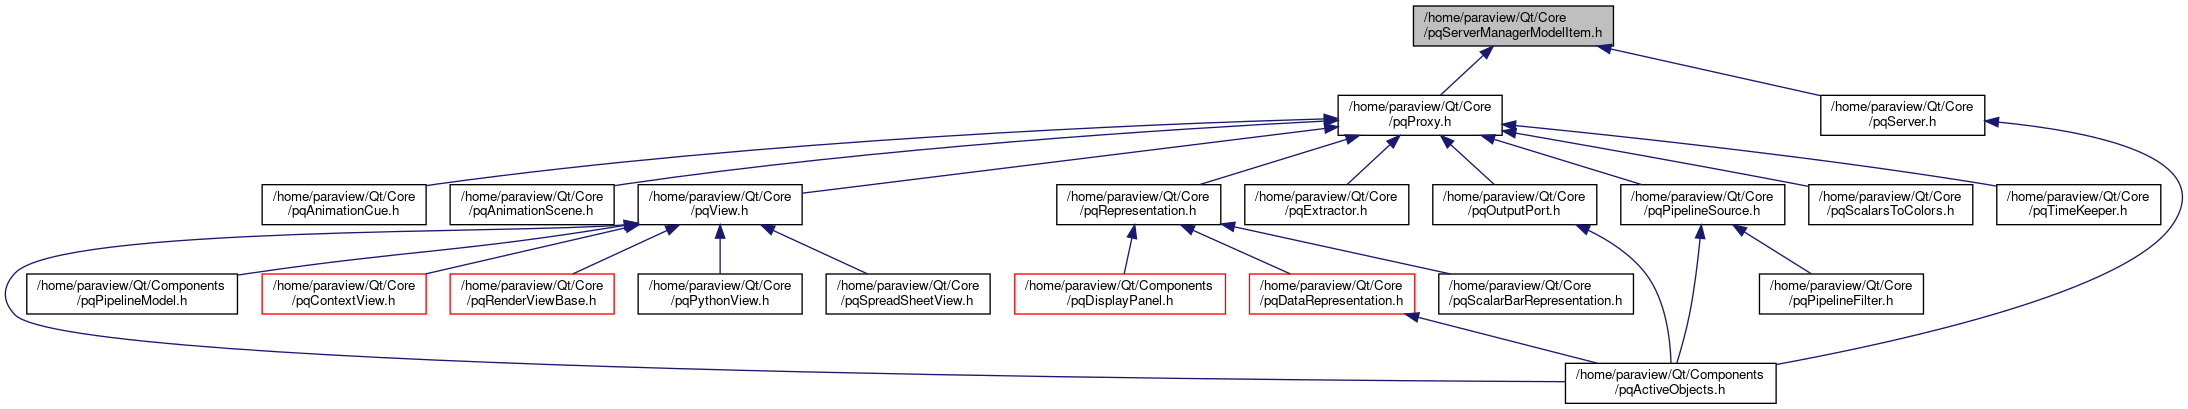 /home/paraview/Qt/Core
/pqServerManagerModelItem.h
/home/paraview/Qt/Core
/pqProxy.h
/home/paraview/Qt/Core
/pqServer.h
/home/paraview/Qt/Core
/pqAnimationCue.h
/home/paraview/Qt/Core
/pqAnimationScene.h
/home/paraview/Qt/Core
/pqView.h
/home/paraview/Qt/Core
/pqRepresentation.h
/home/paraview/Qt/Core
/pqExtractor.h
/home/paraview/Qt/Core
/pqOutputPort.h
/home/paraview/Qt/Core
/pqPipelineSource.h
/home/paraview/Qt/Core
/pqScalarsToColors.h
/home/paraview/Qt/Core
/pqTimeKeeper.h
/home/paraview/Qt/Components
/pqPipelineModel.h
/home/paraview/Qt/Core
/pqContextView.h
/home/paraview/Qt/Core
/pqRenderViewBase.h
/home/paraview/Qt/Core
/pqPythonView.h
/home/paraview/Qt/Core
/pqSpreadSheetView.h
/home/paraview/Qt/Components
/pqDisplayPanel.h
/home/paraview/Qt/Core
/pqDataRepresentation.h
/home/paraview/Qt/Core
/pqScalarBarRepresentation.h
/home/paraview/Qt/Core
/pqPipelineFilter.h
/home/paraview/Qt/Components
/pqActiveObjects.h